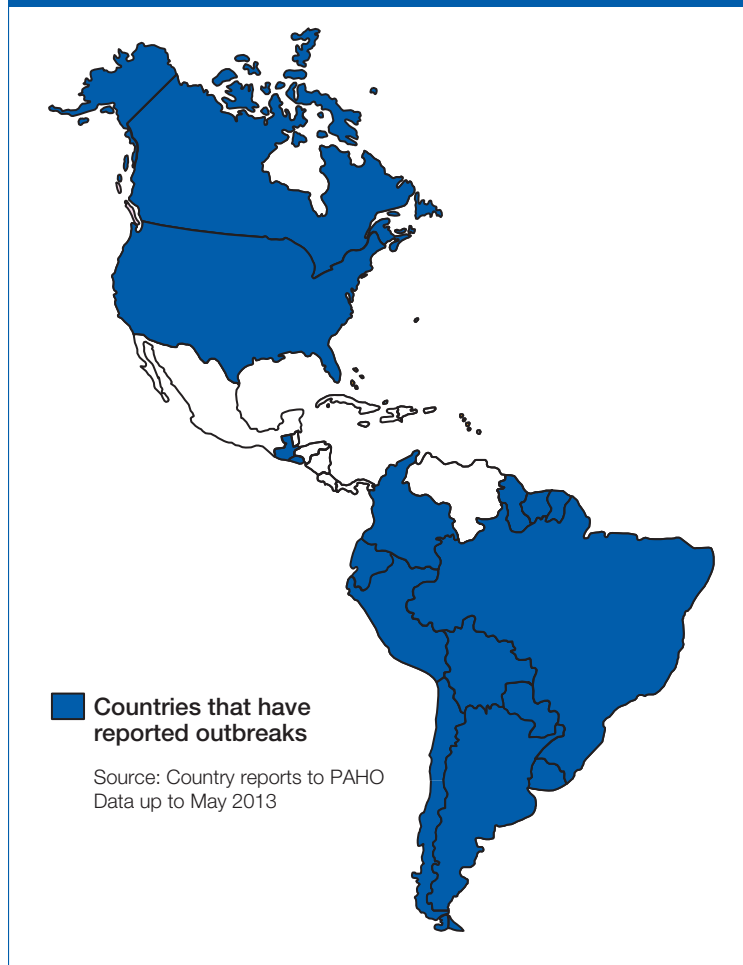 Countries that have
reported outbreaks
Source: Country reports to PAHO
Data up to May 2013